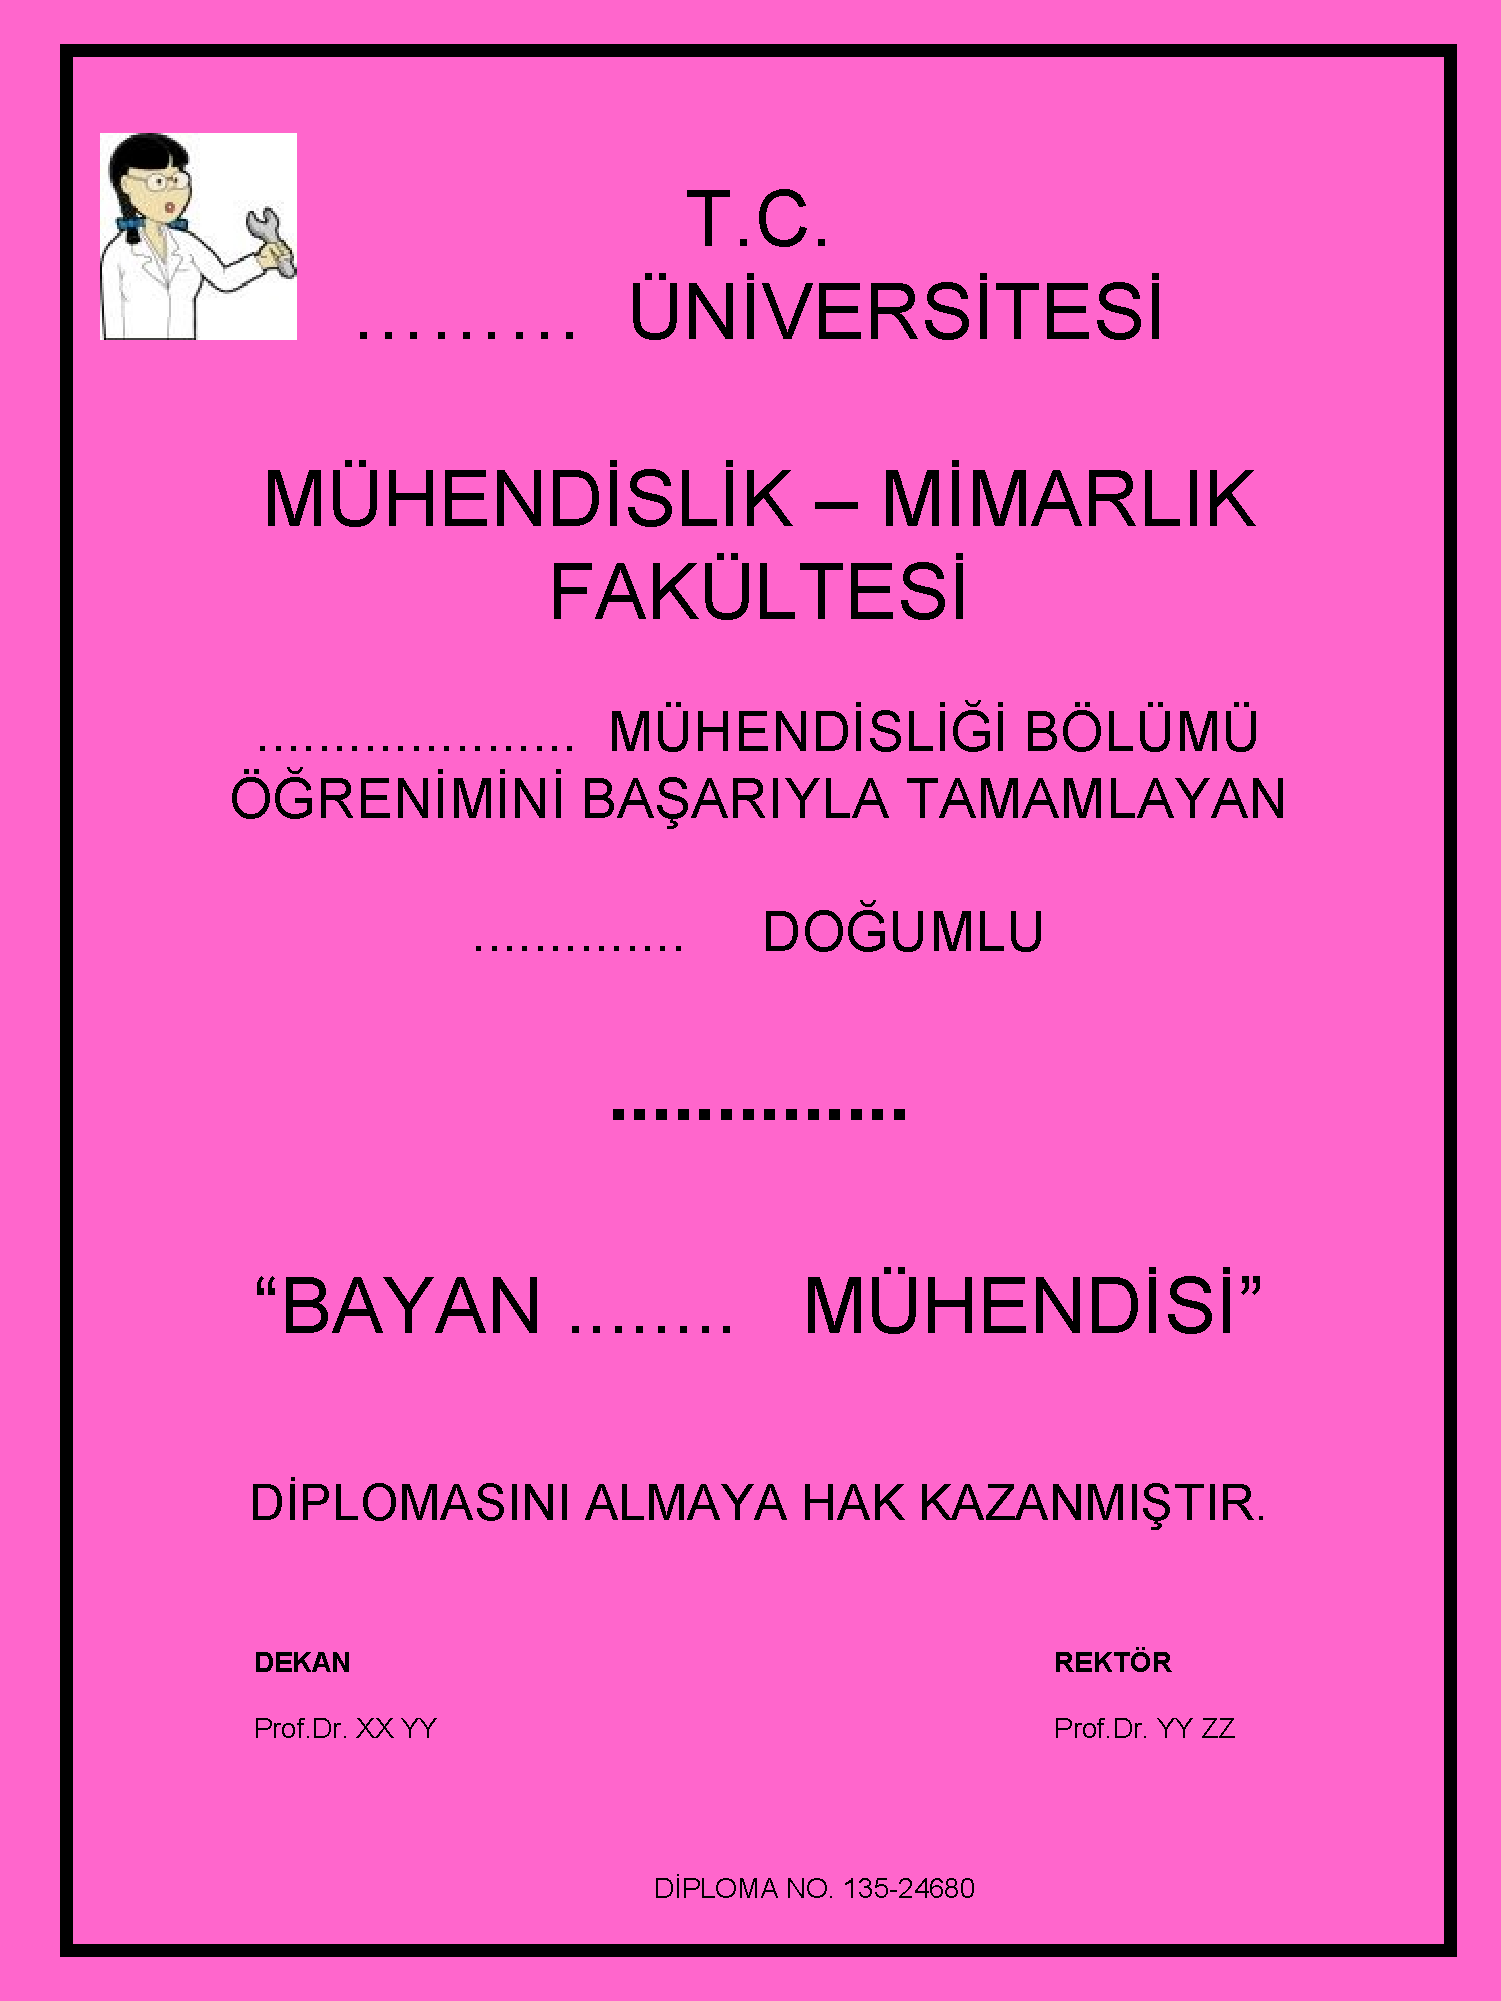 T.C.
……… ÜNİVERSİTESİ
MÜHENDİSLİK – MİMARLIK
FAKÜLTESİ
..................... MÜHENDİSLİĞİ BÖLÜMÜ
ÖĞRENİMİNİ BAŞARIYLA TAMAMLAYAN
.............. DOĞUMLU
..............
“BAYAN ........ MÜHENDİSİ”
DİPLOMASINI ALMAYA HAK KAZANMIŞTIR.
DEKAN REKTÖR
Prof.Dr. XX YY Prof.Dr. YY ZZ
DİPLOMA NO. 135-24680